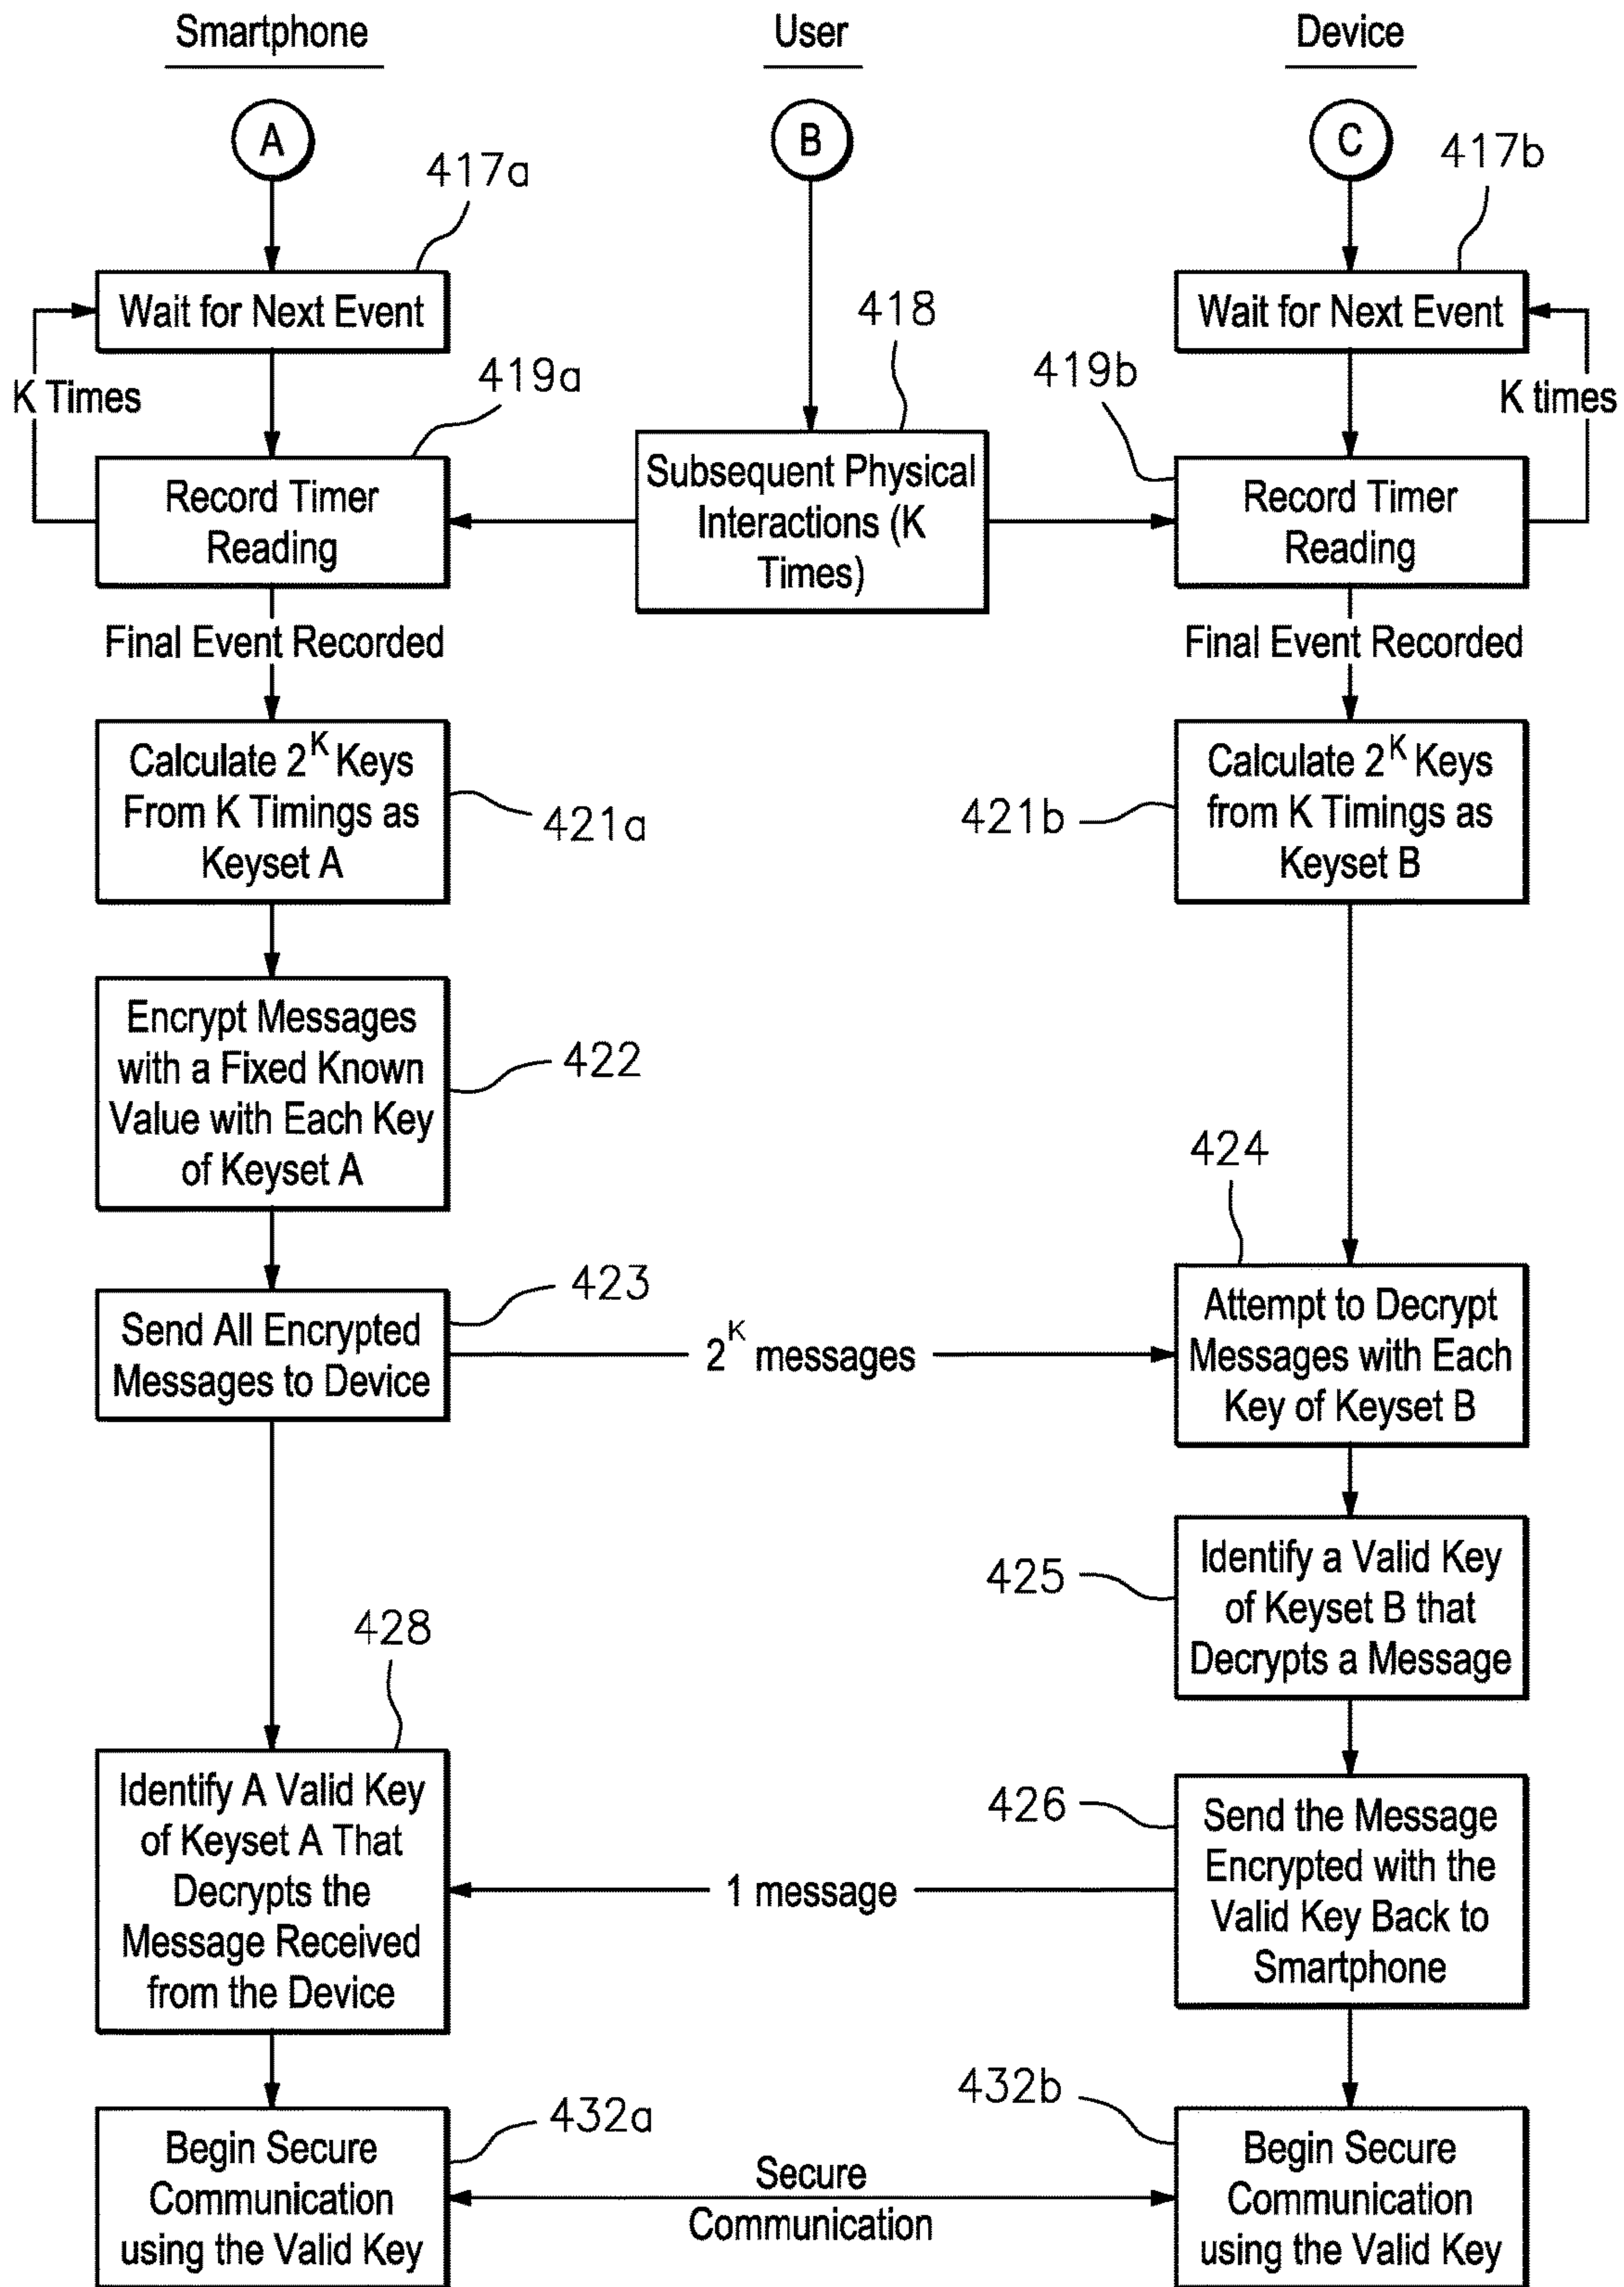 Smartphone
User
Device
A
B
C
417a
417b
Wait for Next Event
418
Wait for Next Event
K Times
419a
419b
K times
Record Timer
Reading
Subsequent Physical
Interactions (K
Times)
Record Timer
Reading
Final Event Recorded
Final Event Recorded
Calculate 2^K Keys
From K Timings as
Keyset A
421a
421b
Calculate 2^K Keys
from K Timings as
Keyset B
Encrypt Messages
with a Fixed Known
Value with Each Key
of Keyset A
422
424
423
Send All Encrypted
Messages to Device
2^K messages
Attempt to Decrypt
Messages with Each
Key of Keyset B
425
Identify a Valid Key
of Keyset B that
Decrypts a Message
428
Identify A Valid Key
of Keyset A That
Decrypts the
Message Received
from the Device
1 message
426
Send the Message
Encrypted with the
Valid Key Back to
Smartphone
432a
432b
Begin Secure
Communication
using the Valid Key
Secure
Communication
Begin Secure
Communication
using the Valid Key